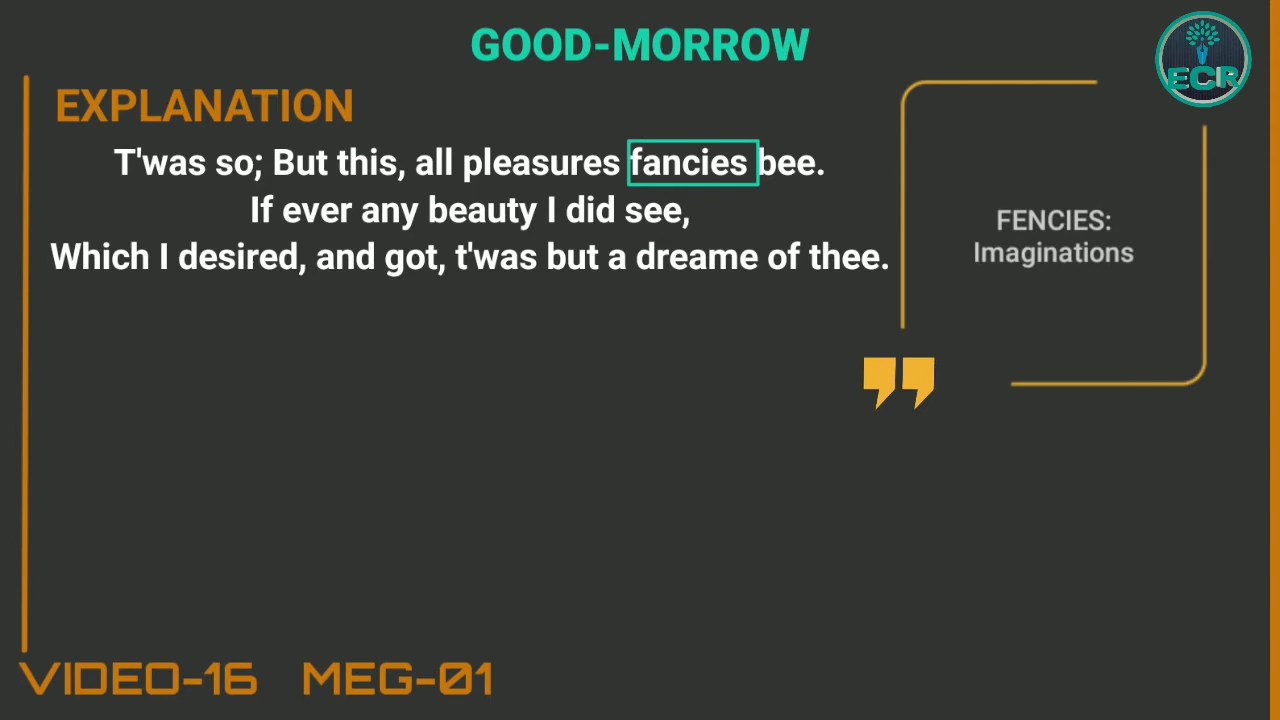 GOOD-MORROW
ECR
EXPLANATION
T'was so; But this, all pleasures fancies bee.
If ever any beauty I did see,
Which I desired, and got, t'was but a dreame of thee.
FENCIES:
Imaginations
VIDEO-16 MEG-01